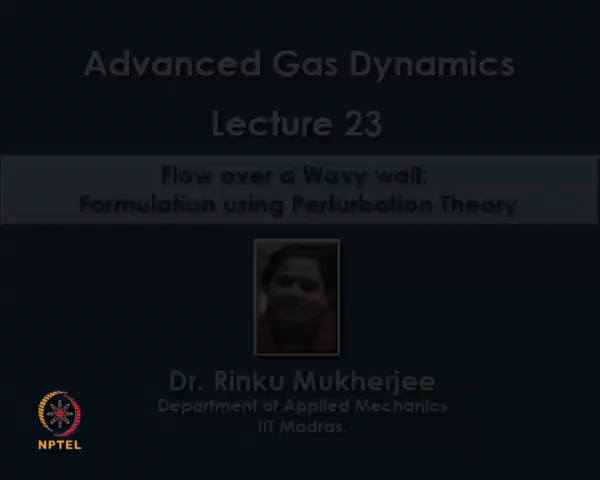 Advanced Gas Dynamics
Lecture 23
Flow over a Wavy wall:
Formulation using Perturbation Theory
Dr. Rinku Mukherjee
Department of Applied Mechanics
IIT Madras.
NPTEL